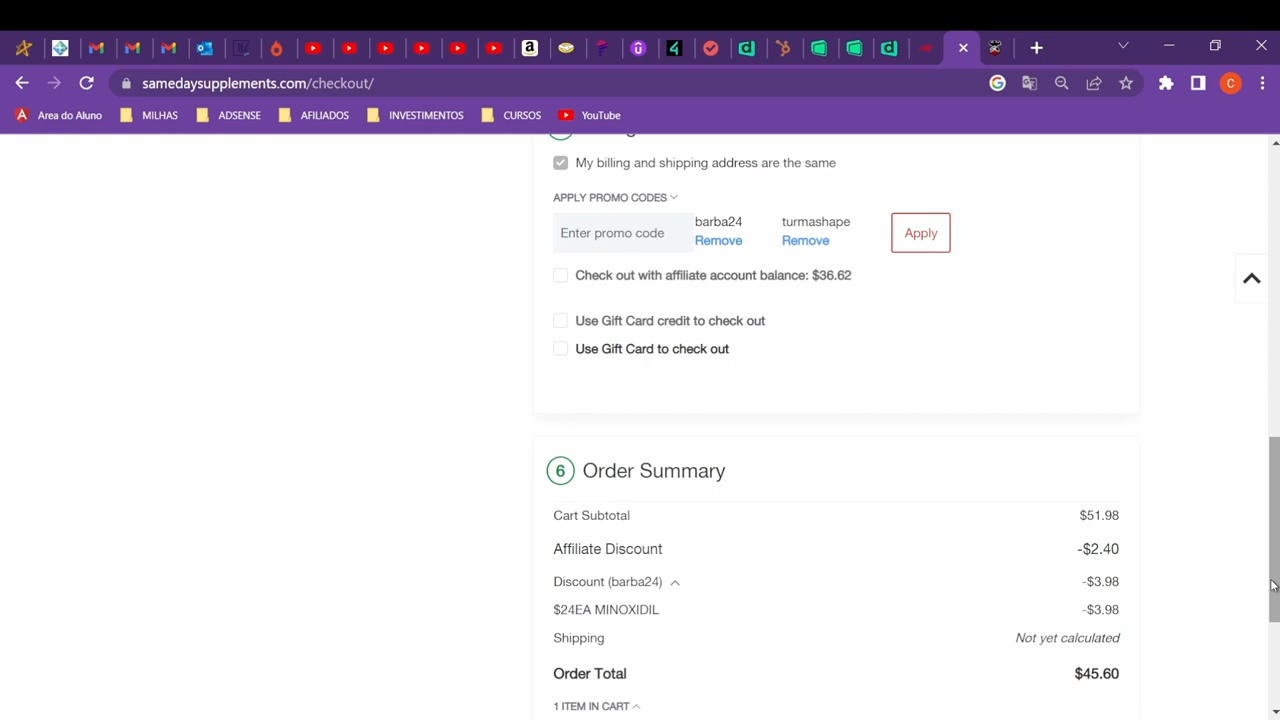 samedaysupplements.com/checkout/
Area do Aluno MILHAS ADSENSE AFILIADOS INVESTIMENTOS CURSOS YouTube
My billing and shipping address are the same
APPLY PROMO CODES
Enter promo code barba24 turmashape Apply
Remove Remove
Check out with affiliate account balance: $36.62
Use Gift Card credit to check out
Use Gift Card to check out
6 Order Summary
Cart Subtotal $51.98
Affiliate Discount -$2.40
Discount (barba24) -$3.98
$24EA MINOXIDIL -$3.98
Shipping Not yet calculated
Order Total $45.60
1 ITEM IN CART